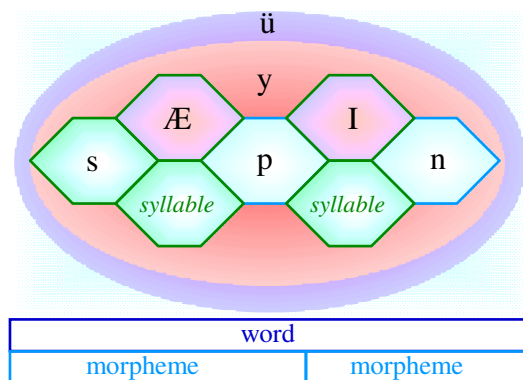 ü
y
Æ I
s p n
syllable syllable
word
morpheme morpheme